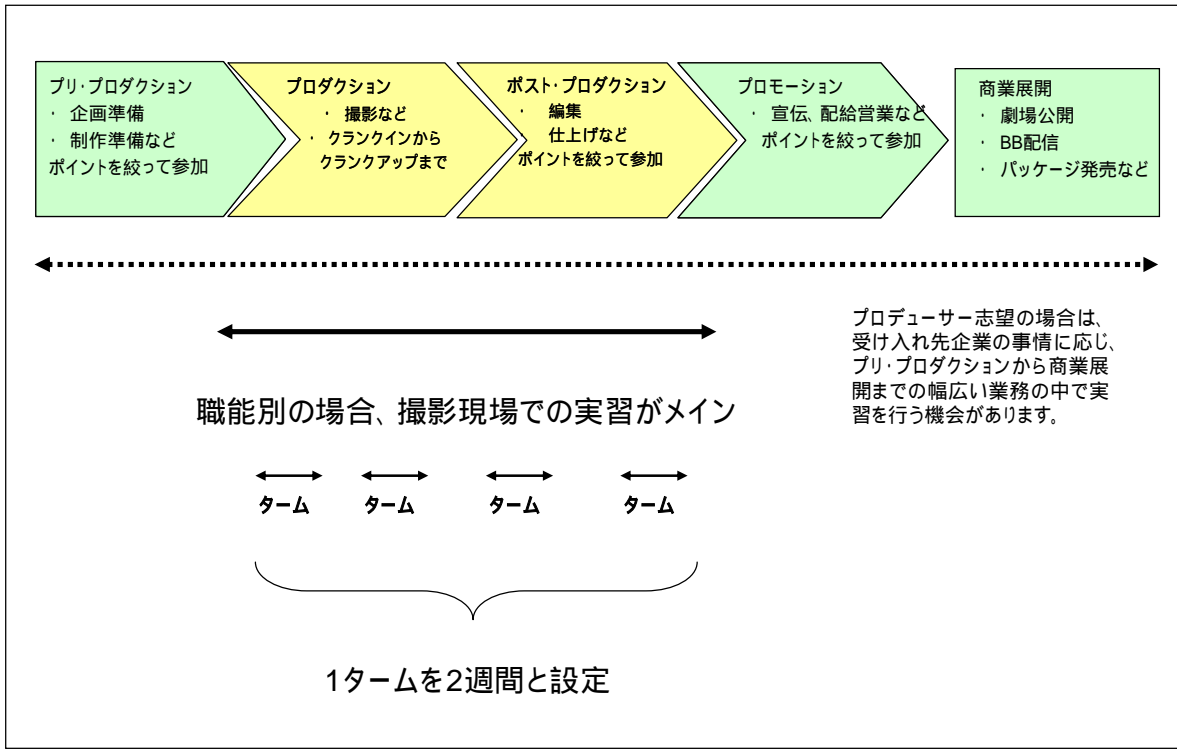 プリ・プロダクション
・ 企画準備
・ 制作準備など
ポイントを絞って参加
プロダクション
・ 撮影など
・ クランクインから
クランクアップまで
ポスト・プロダクション
・ 編集
・ 仕上げなど
ポイントを絞って参加
プロモーション
・ 宣伝、配給営業など
ポイントを絞って参加
商業展開
・ 劇場公開
・ BB配信
・ パッケージ発売など
プロデューサー志望の場合は、
受け入れ先企業の事情に応じ、
プリ・プロダクションから商業展
開までの幅広い業務の中で実
習を行う機会があります。
職能別の場合、撮影現場での実習がメイン
ターム
ターム
ターム
ターム
1タームを2週間と設定